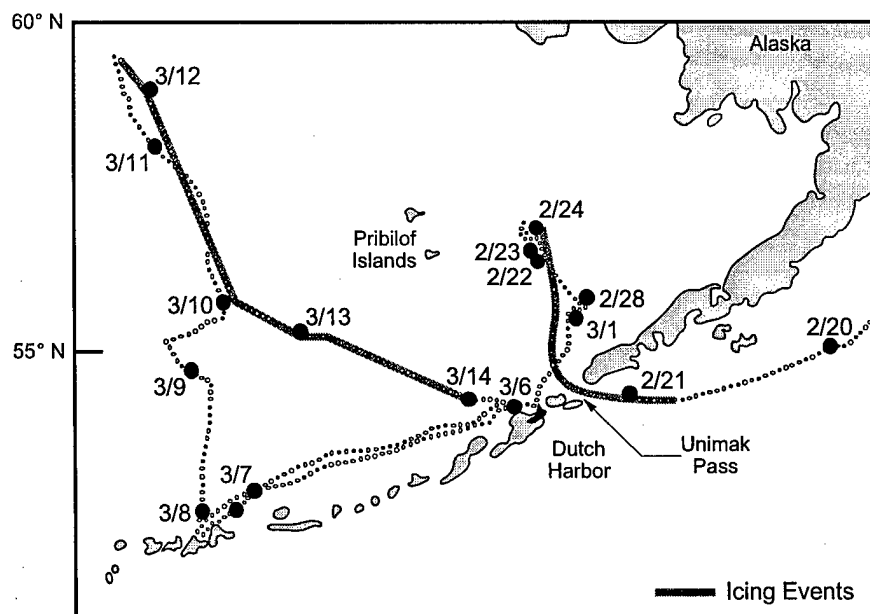 60° N
Alaska
3/12
3/11
2/24
Pribilof
Islands
2/23
2/22
2/28
3/10
3/1
3/13
2/20
55° N
3/9
3/14
3/6
2/21
Dutch
Harbor
Unimak
Pass
3/7
3/8
Icing Events